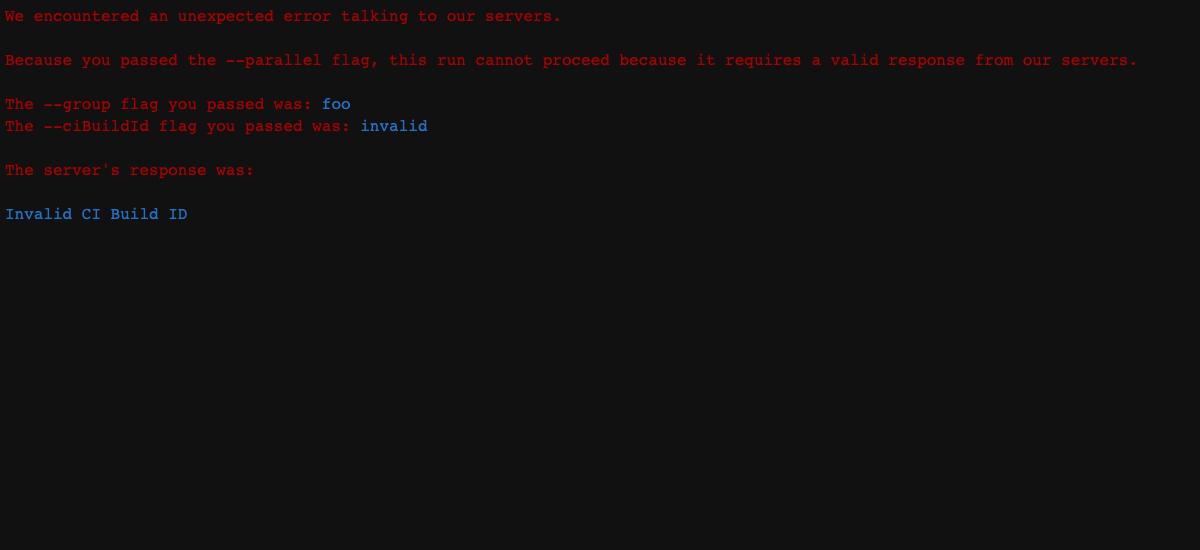 We encountered an unexpected error talking to our servers.
Because you passed the --parallel flag, this run cannot proceed because it requires a valid response from our servers.
The --group flag you passed was: foo
The --ciBuildId flag you passed was: invalid
The server's response was:
Invalid CI Build ID